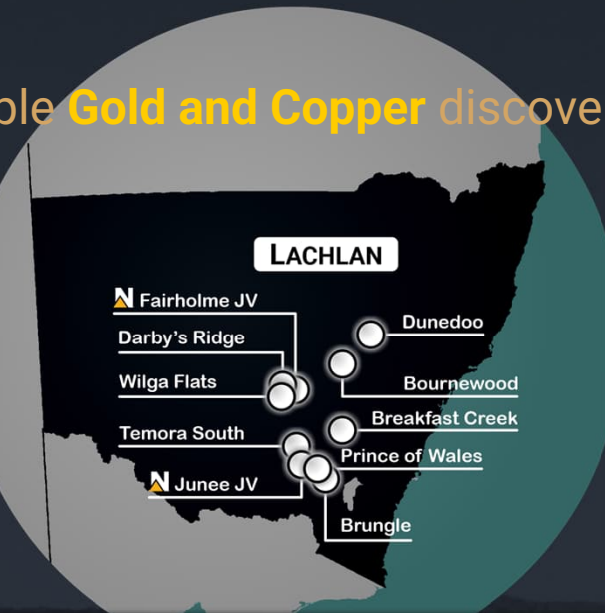 ple Gold and Copper discove
LACHLAN
Fairholme JV
Darby's Ridge
Dunedoo
Wilga Flats
Bournewood
Breakfast Creek
Temora South
Prince of Wales
Junee JV
Brungle